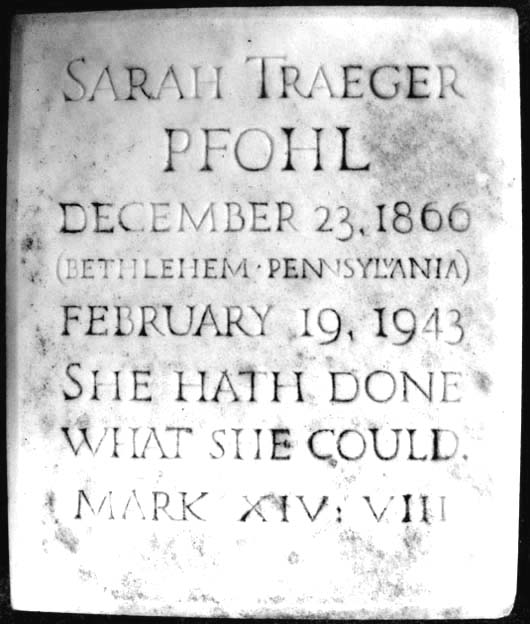 SARAH TRAEGER
PFOHL
DECEMBER 23, 1866
(BETHLEHEM · PENNSYLVANIA)
FEBRUARY 19, 1943
SHE HATH DONE
WHAT SHE COULD.
MARK XIV: VIII